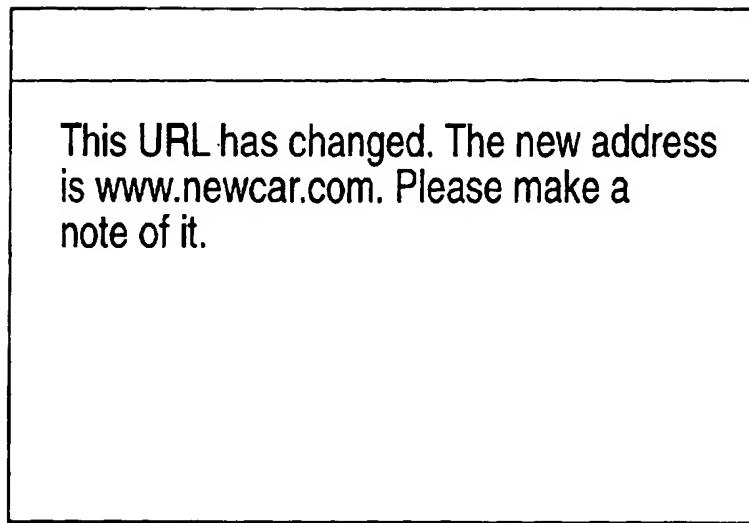 This URL has changed. The new address
is www.newcar.com. Please make a
note of it.